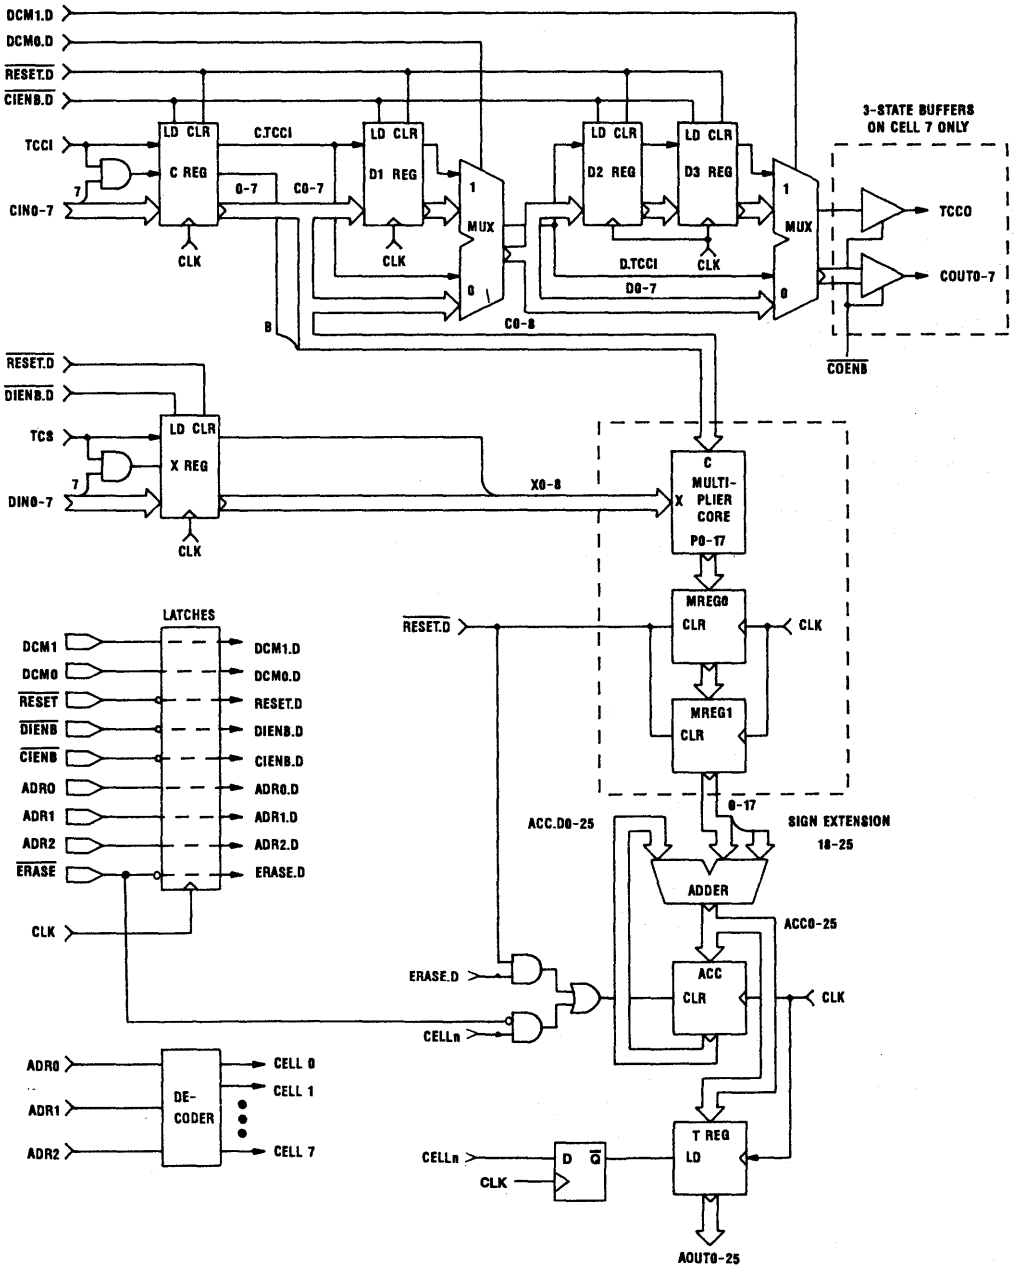 DCM1.D
DCM0.D
RESET.D
CIENB.D
3-STATE BUFFERS
ON CELL 7 ONLY
LD CLR
C.TCCI
LD CLR
LD CLR
LD CLR
TCCI
C REG
D1 REG
D2 REG
D3 REG
7
0-7
C0-7
1
1
CIN0-7
MUX
MUX
TCCO
CLK
CLK
D.TCCI
CLK
COUT0-7
D0-7
0
0
B
C0-8
RESET.D
COENB
DIENB.D
TCS
LD CLR
X REG
C
7
X0-8
X
MULTI-
PLIER
CORE
DIN0-7
P0-17
CLK
LATCHES
MREG0
RESET.D
CLR
CLK
DCM1
DCM1.D
DCM0
DCM0.D
RESET
RESET.D
MREG1
DIENB
DIENB.D
CLR
CIENB
CIENB.D
ADR0
ADR0.D
0-17
ADR1
ADR1.D
ACC.D0-25
SIGN EXTENSION
18-25
ADR2
ADR2.D
ERASE
ERASE.D
ADDER
CLK
ACC0-25
ERASE.D
ACC
CLR
CLK
CELLn
ADR0
CELL 0
CELL 1
DE-
CODER
ADR1
ADR2
CELL 7
T REG
CELLn
D
Q
LD
CLK
AOUT0-25